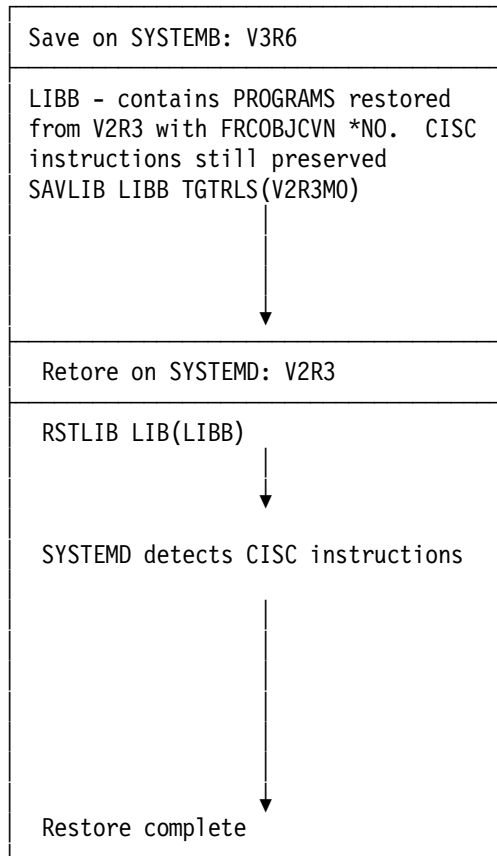 Save on SYSTEMB: V3R6
LIBB - contains PROGRAMS restored
from V2R3 with FRCOBJCVN *NO. CISC
instructions still preserved
SAVLIB LIBB TGTRLS(V2R3MO)
Retore on SYSTEMD: V2R3
RSTLIB LIB(LIBB)
SYSTEMD detects CISC instructions
Restore complete